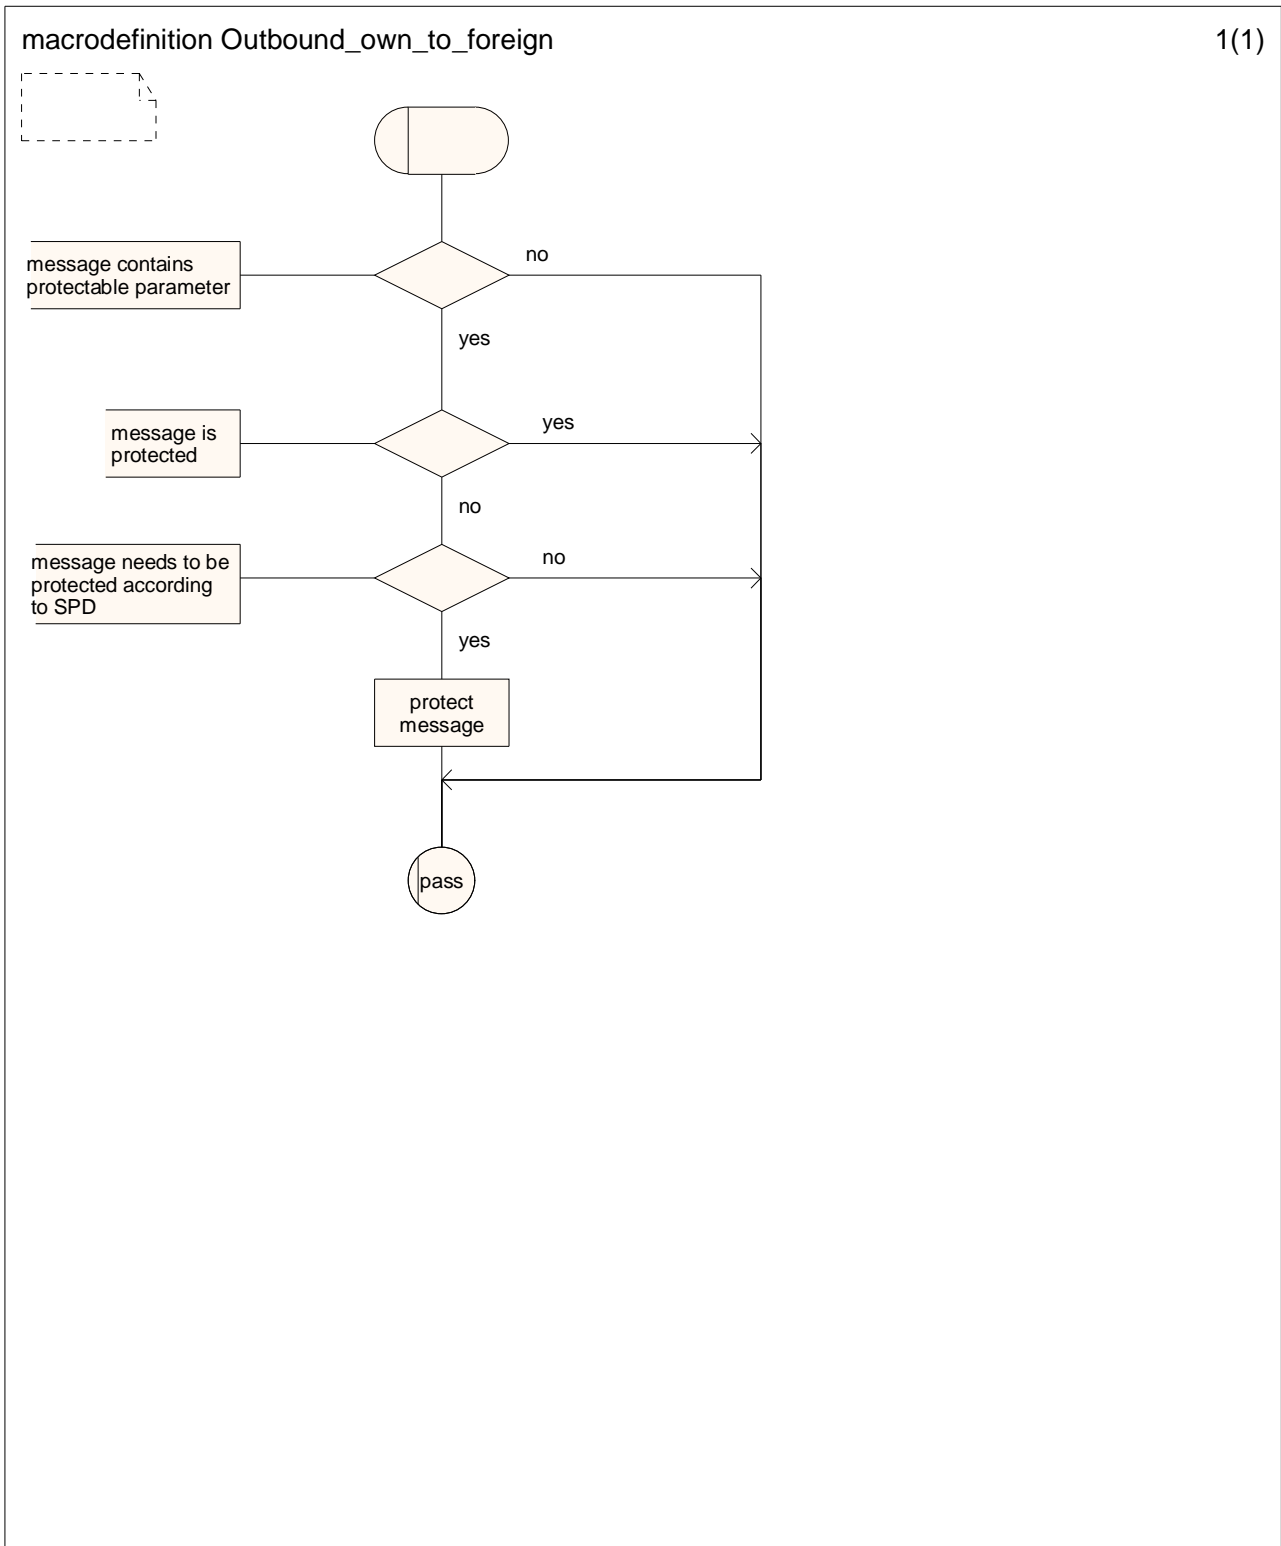 macrodefinition Outbound_own_to_foreign
1(1)
message contains
protectable parameter
no
yes
message is
protected
yes
no
message needs to be
protected according
to SPD
no
yes
protect
message
pass